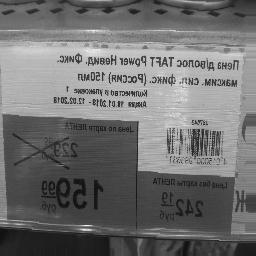 Пена д/волос TAFT Power Невид. Фикс.
максим. сил. фикс. (Россия) 150мл
Количество в упаковке 1
Акция 18.01.2018 - 12.02.2018
Цена по карте ЛЕНТА
159 99
руб
Цена без карты ЛЕНТА
242 19
руб